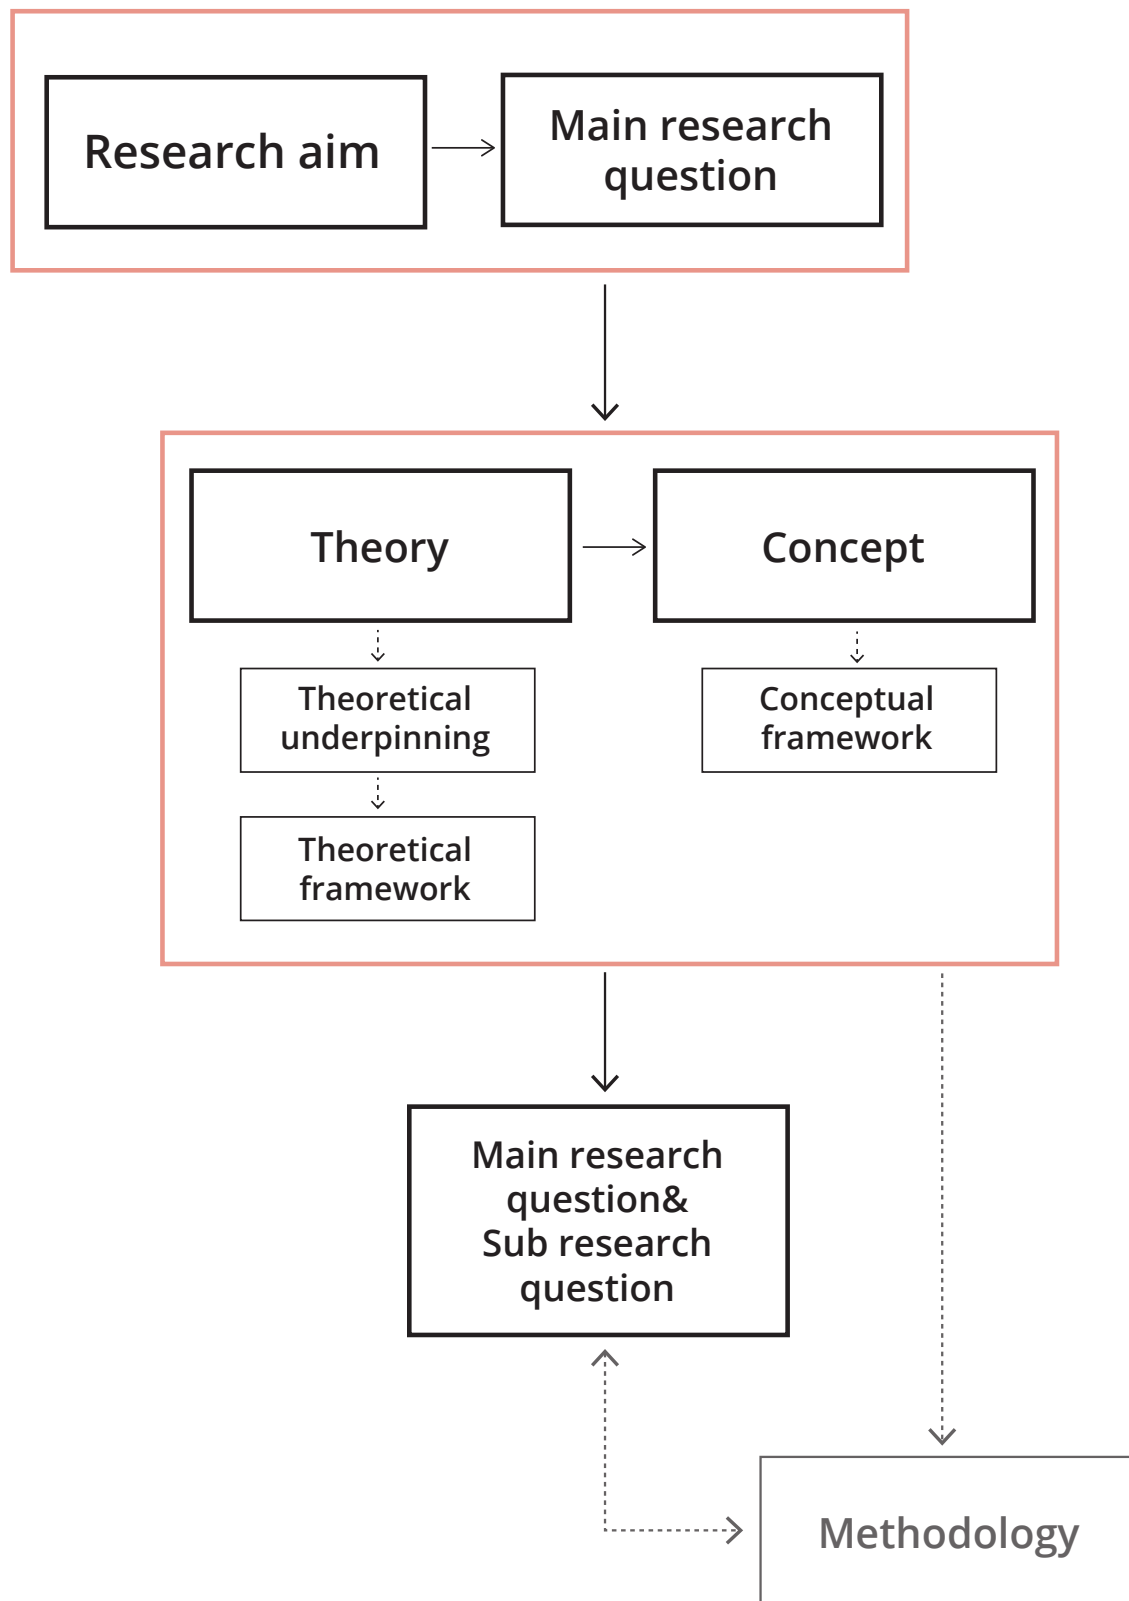 Research aim
Main research
question
Theory
Concept
Theoretical
underpinning
Conceptual
framework
Theoretical
framework
Main research
question&
Sub research
question
Methodology